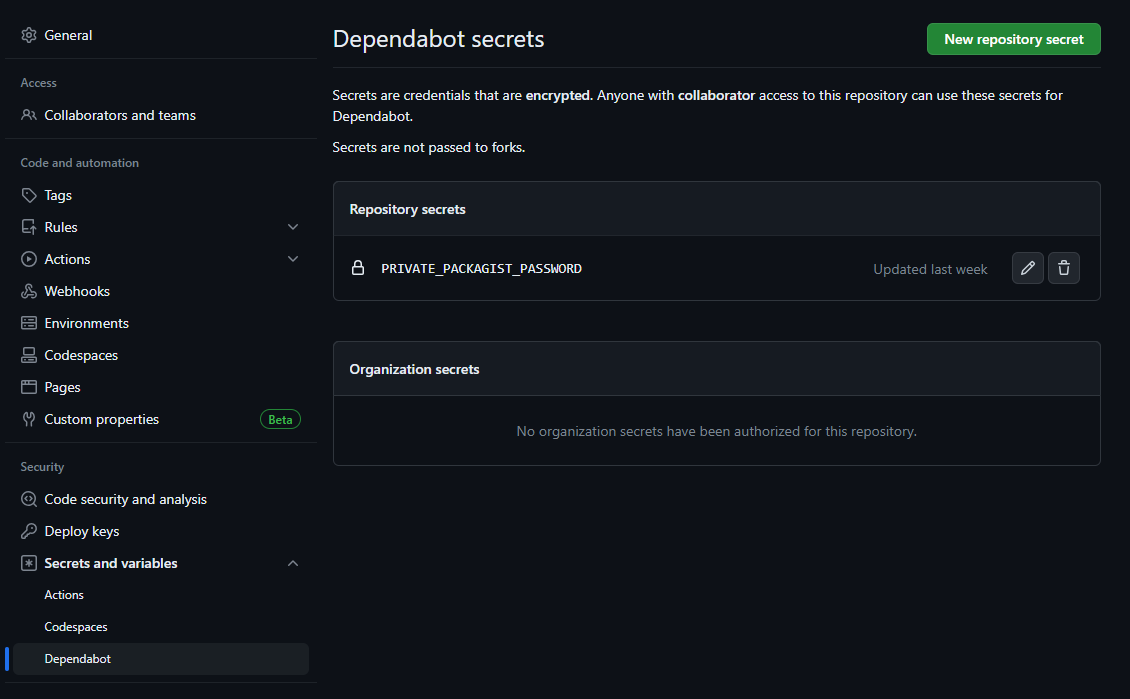 General
Access
Collaborators and teams
Code and automation
Tags
Rules
Actions
Webhooks
Environments
Codespaces
Pages
Custom properties Beta
Security
Code security and analysis
Deploy keys
Secrets and variables
Actions
Codespaces
Dependabot
Dependabot secrets
New repository secret
Secrets are credentials that are encrypted. Anyone with collaborator access to this repository can use these secrets for
Dependabot.
Secrets are not passed to forks.
Repository secrets
PRIVATE_PACKAGIST_PASSWORD Updated last week
Organization secrets
No organization secrets have been authorized for this repository.